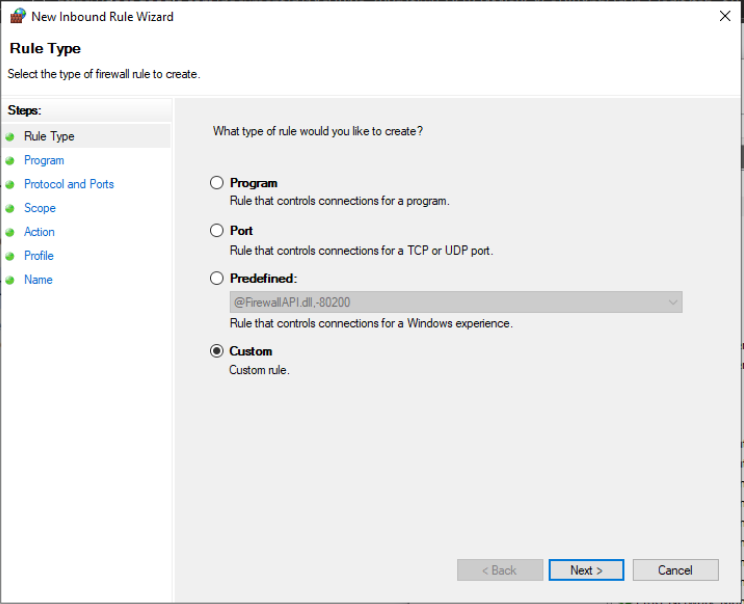 New Inbound Rule Wizard
Rule Type
Select the type of firewall rule to create.
Steps:
Rule Type
Program
Protocol and Ports
Scope
Action
Profile
Name
What type of rule would you like to create?
Program
Rule that controls connections for a program.
Port
Rule that controls connections for a TCP or UDP port.
Predefined:
@FirewallAPI.dll,-80200
Rule that controls connections for a Windows experience.
Custom
Custom rule.
< Back
Next >
Cancel